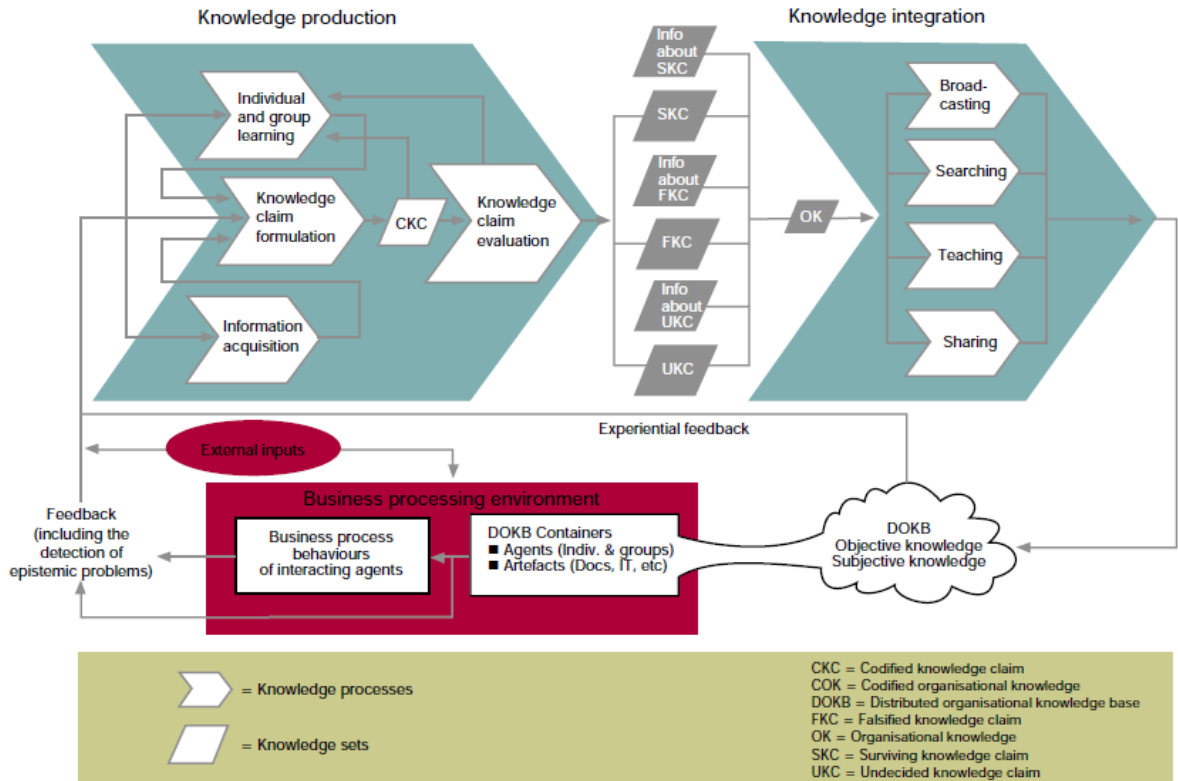 Knowledge production
Knowledge integration
Individual
and group
learning
Knowledge
claim
formulation
CKC
Knowledge
claim
evaluation
Information
acquisition
Info
about
SKC
SKC
Info
about
FKC
FKC
Info
about
UKC
UKC
OK
Broad-
casting
Searching
Teaching
Sharing
Experiential feedback
External inputs
Business processing environment
Feedback
(including the
detection of
epistemic problems)
Business process
behaviours
of interacting agents
DOKB Containers
■ Agents (Indiv. & groups)
■ Artefacts (Docs, IT, etc)
DOKB
Objective knowledge
Subjective knowledge
= Knowledge processes
= Knowledge sets
CKC = Codified knowledge claim
COK = Codified organisational knowledge
DOKB = Distributed organisational knowledge base
FKC = Falsified knowledge claim
OK = Organisational knowledge
SKC = Surviving knowledge claim
UKC = Undecided knowledge claim